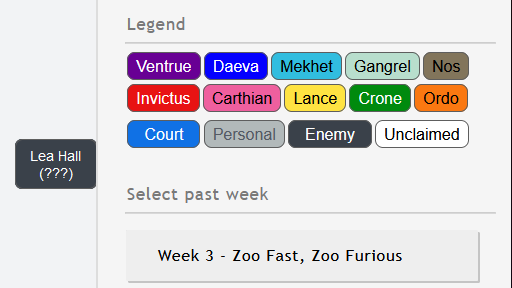 Legend
Ventrue Daeva Mekhet Gangrel Nos
Invictus Carthian Lance Crone Ordo
Court Personal Enemy Unclaimed
Lea Hall
(???)
Select past week
Week 3 - Zoo Fast, Zoo Furious